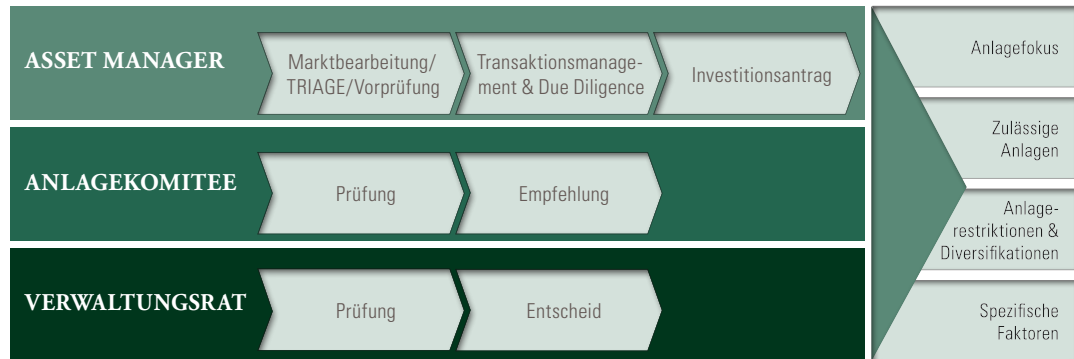 ASSET MANAGER
Marktbearbeitung/
TRIAGE/Vorprüfung
Transaktionsmanage-
ment & Due Diligence
Investitionsantrag
ANLAGEKOMITEE
Prüfung
Empfehlung
VERWALTUNGSRAT
Prüfung
Entscheid
Anlagefokus
Zulässige
Anlagen
Anlage-
restriktionen &
Diversifikationen
Spezifische
Faktoren